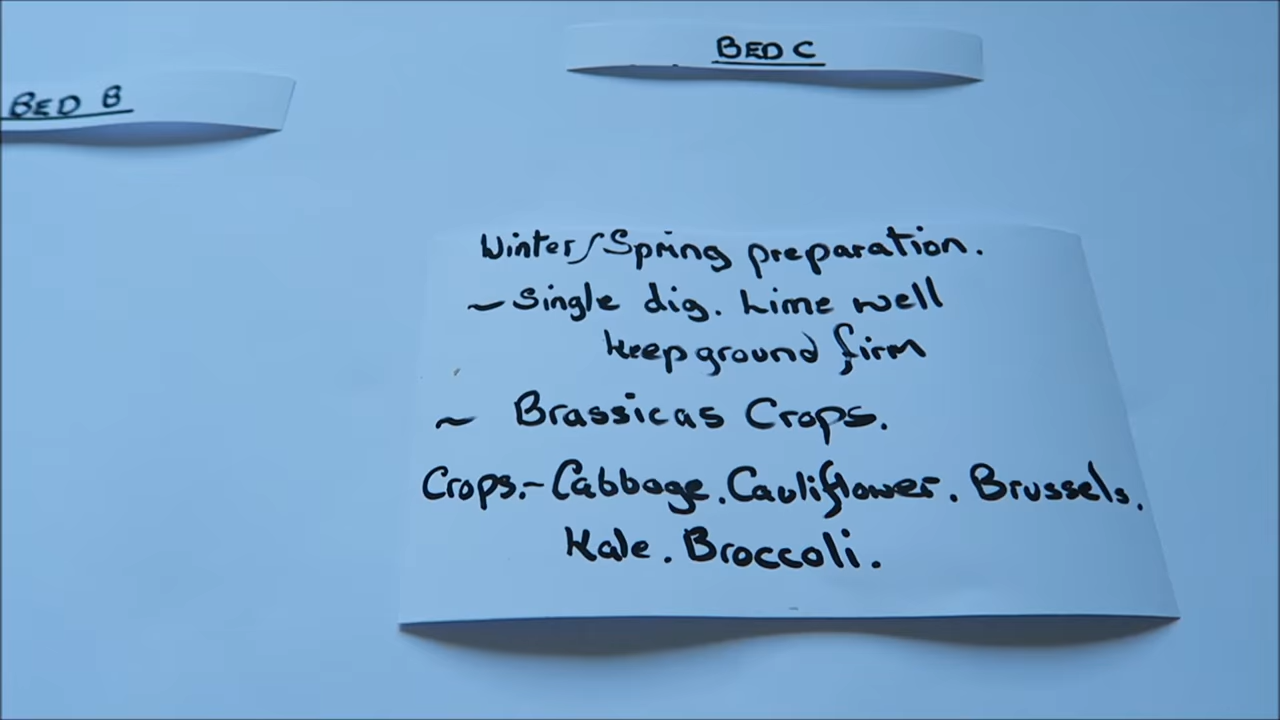 BED B
BED C
Winter/Spring preparation.
~ Single dig. Lime well
keep ground firm
~ Brassicas Crops.
Crops.- Cabbage. Cauliflower. Brussels.
Kale. Broccoli.